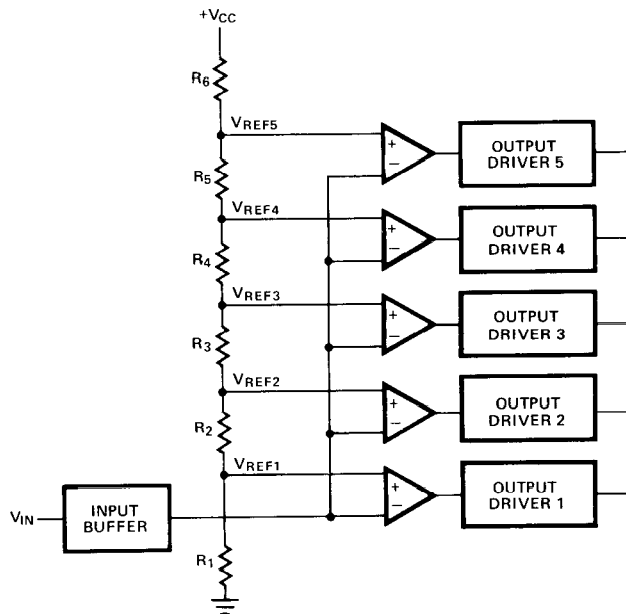 +VCC
R6
VREF5
+
−
OUTPUT
DRIVER 5
R5
VREF4
+
−
OUTPUT
DRIVER 4
R4
VREF3
+
−
OUTPUT
DRIVER 3
R3
VREF2
+
−
OUTPUT
DRIVER 2
R2
VREF1
+
−
OUTPUT
DRIVER 1
VIN
INPUT
BUFFER
R1